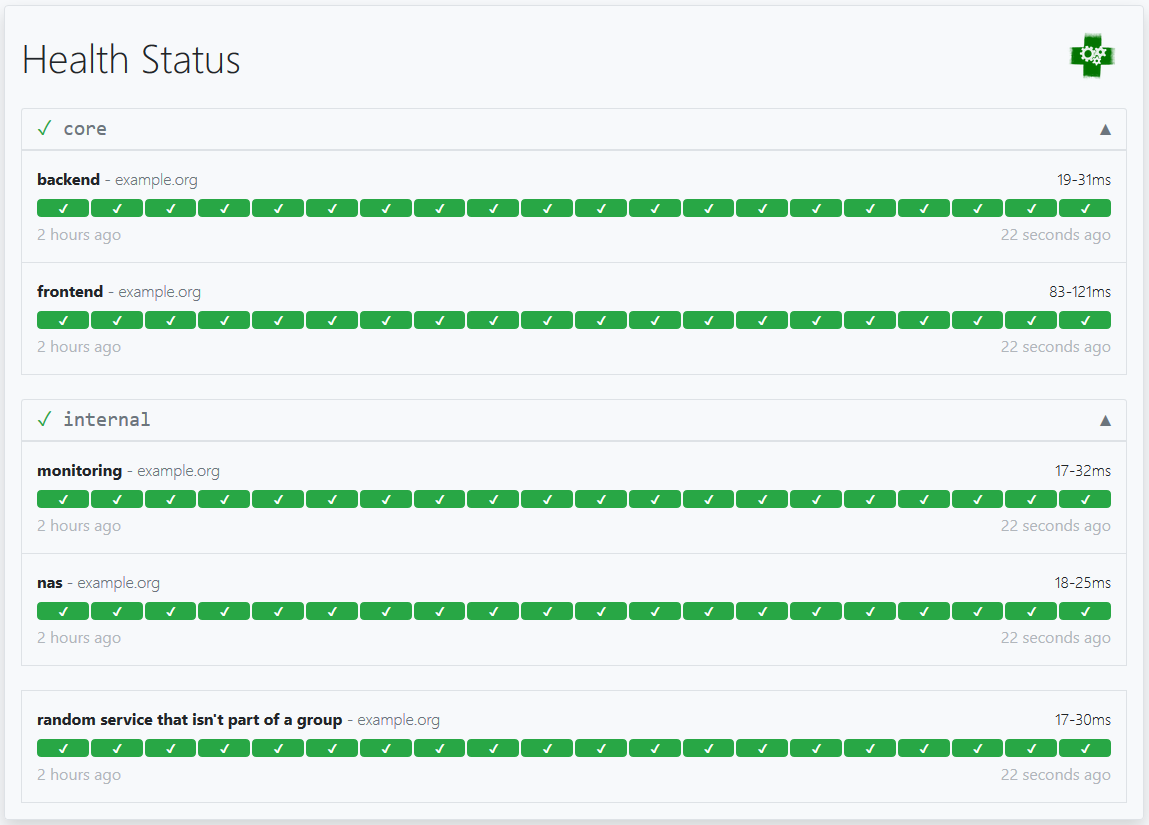 Health Status
✓ core ▲
backend - example.org 19-31ms
✓ ✓ ✓ ✓ ✓ ✓ ✓ ✓ ✓ ✓ ✓ ✓ ✓ ✓ ✓ ✓ ✓ ✓ ✓ ✓
2 hours ago 22 seconds ago
frontend - example.org 83-121ms
✓ ✓ ✓ ✓ ✓ ✓ ✓ ✓ ✓ ✓ ✓ ✓ ✓ ✓ ✓ ✓ ✓ ✓ ✓ ✓
2 hours ago 22 seconds ago
✓ internal ▲
monitoring - example.org 17-32ms
✓ ✓ ✓ ✓ ✓ ✓ ✓ ✓ ✓ ✓ ✓ ✓ ✓ ✓ ✓ ✓ ✓ ✓ ✓ ✓
2 hours ago 22 seconds ago
nas - example.org 18-25ms
✓ ✓ ✓ ✓ ✓ ✓ ✓ ✓ ✓ ✓ ✓ ✓ ✓ ✓ ✓ ✓ ✓ ✓ ✓ ✓
2 hours ago 22 seconds ago
random service that isn't part of a group - example.org 17-30ms
✓ ✓ ✓ ✓ ✓ ✓ ✓ ✓ ✓ ✓ ✓ ✓ ✓ ✓ ✓ ✓ ✓ ✓ ✓ ✓
2 hours ago 22 seconds ago